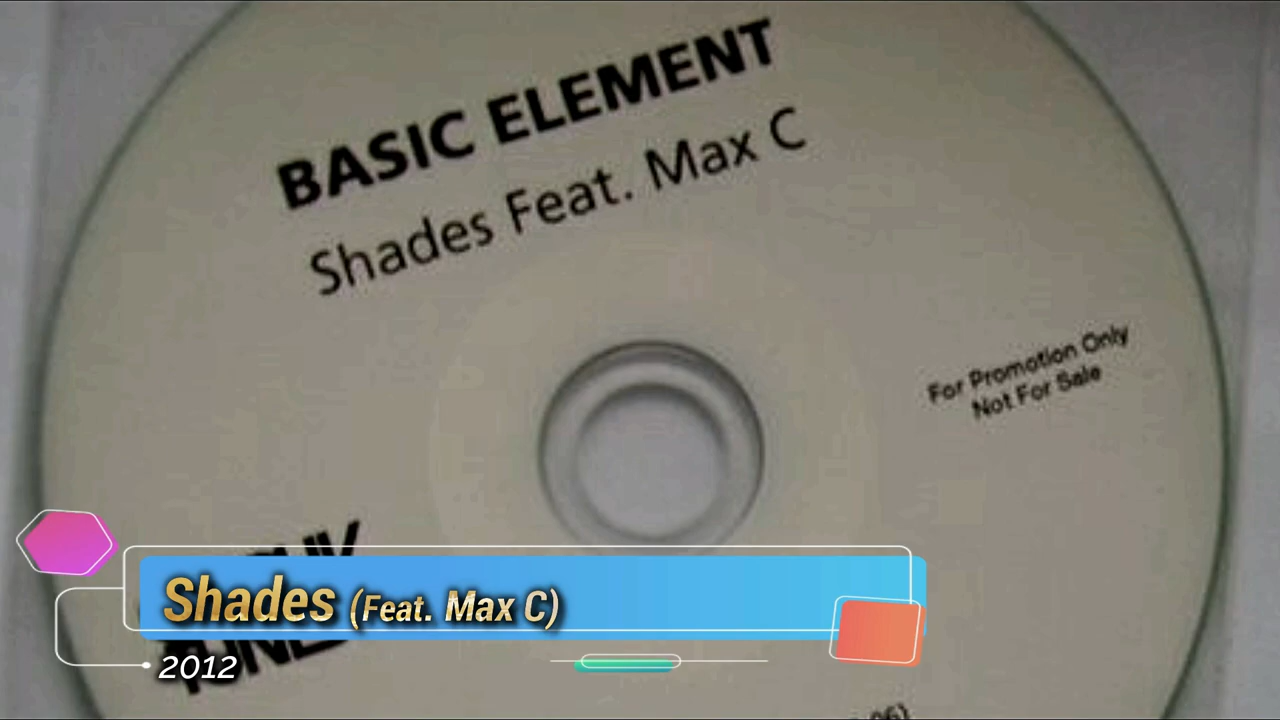 BASIC ELEMENT
Shades Feat. Max C
For Promotion Only
Not For Sale
Shades (Feat. Max C)
2012